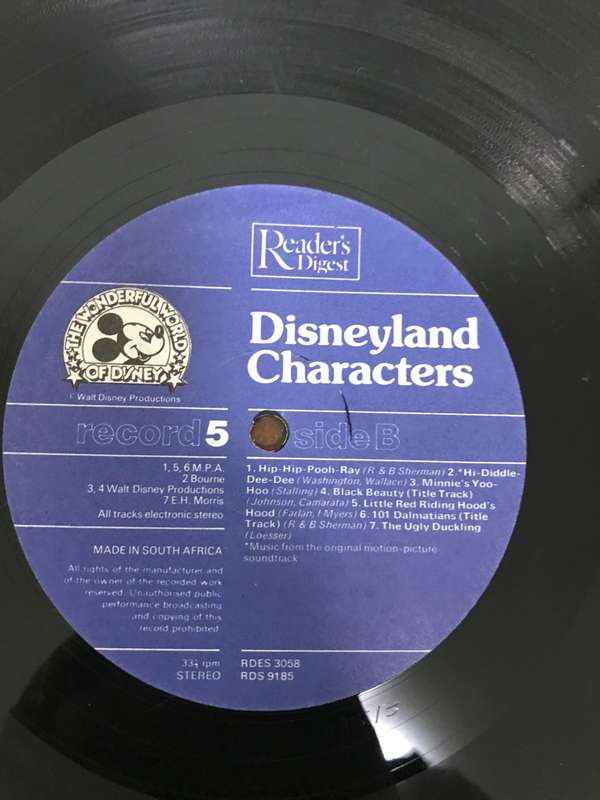 Reader's
Digest
THE WONDERFUL WORLD
OF DISNEY
Walt Disney Productions
Disneyland
Characters
record 5
side B
1, 5, 6 M.P.A.
2 Bourne
3, 4 Walt Disney Productions
7 E.H. Morris
All tracks electronic stereo
1. Hip-Hip-Pooh-Ray (R & B Sherman) 2. *Hi-Diddle-
Dee-Dee (Washington, Wallace) 3. Minnie's Yoo-
Hoo (Stalling) 4. Black Beauty (Title Track)
(Johnson, Camarata) 5. Little Red Riding Hood's
Hood (Farlan, I Myers) 6. 101 Dalmatians (Title
Track) (R & B Sherman) 7. The Ugly Duckling
(Loesser)
*Music from the original motion-picture
soundtrack
MADE IN SOUTH AFRICA
All rights of the manufacturer and
of the owner of the recorded work
reserved. Unauthorised public
performance broadcasting
and copying of this
record prohibited
33⅓ rpm
STEREO
RDES 3058
RDS 9185